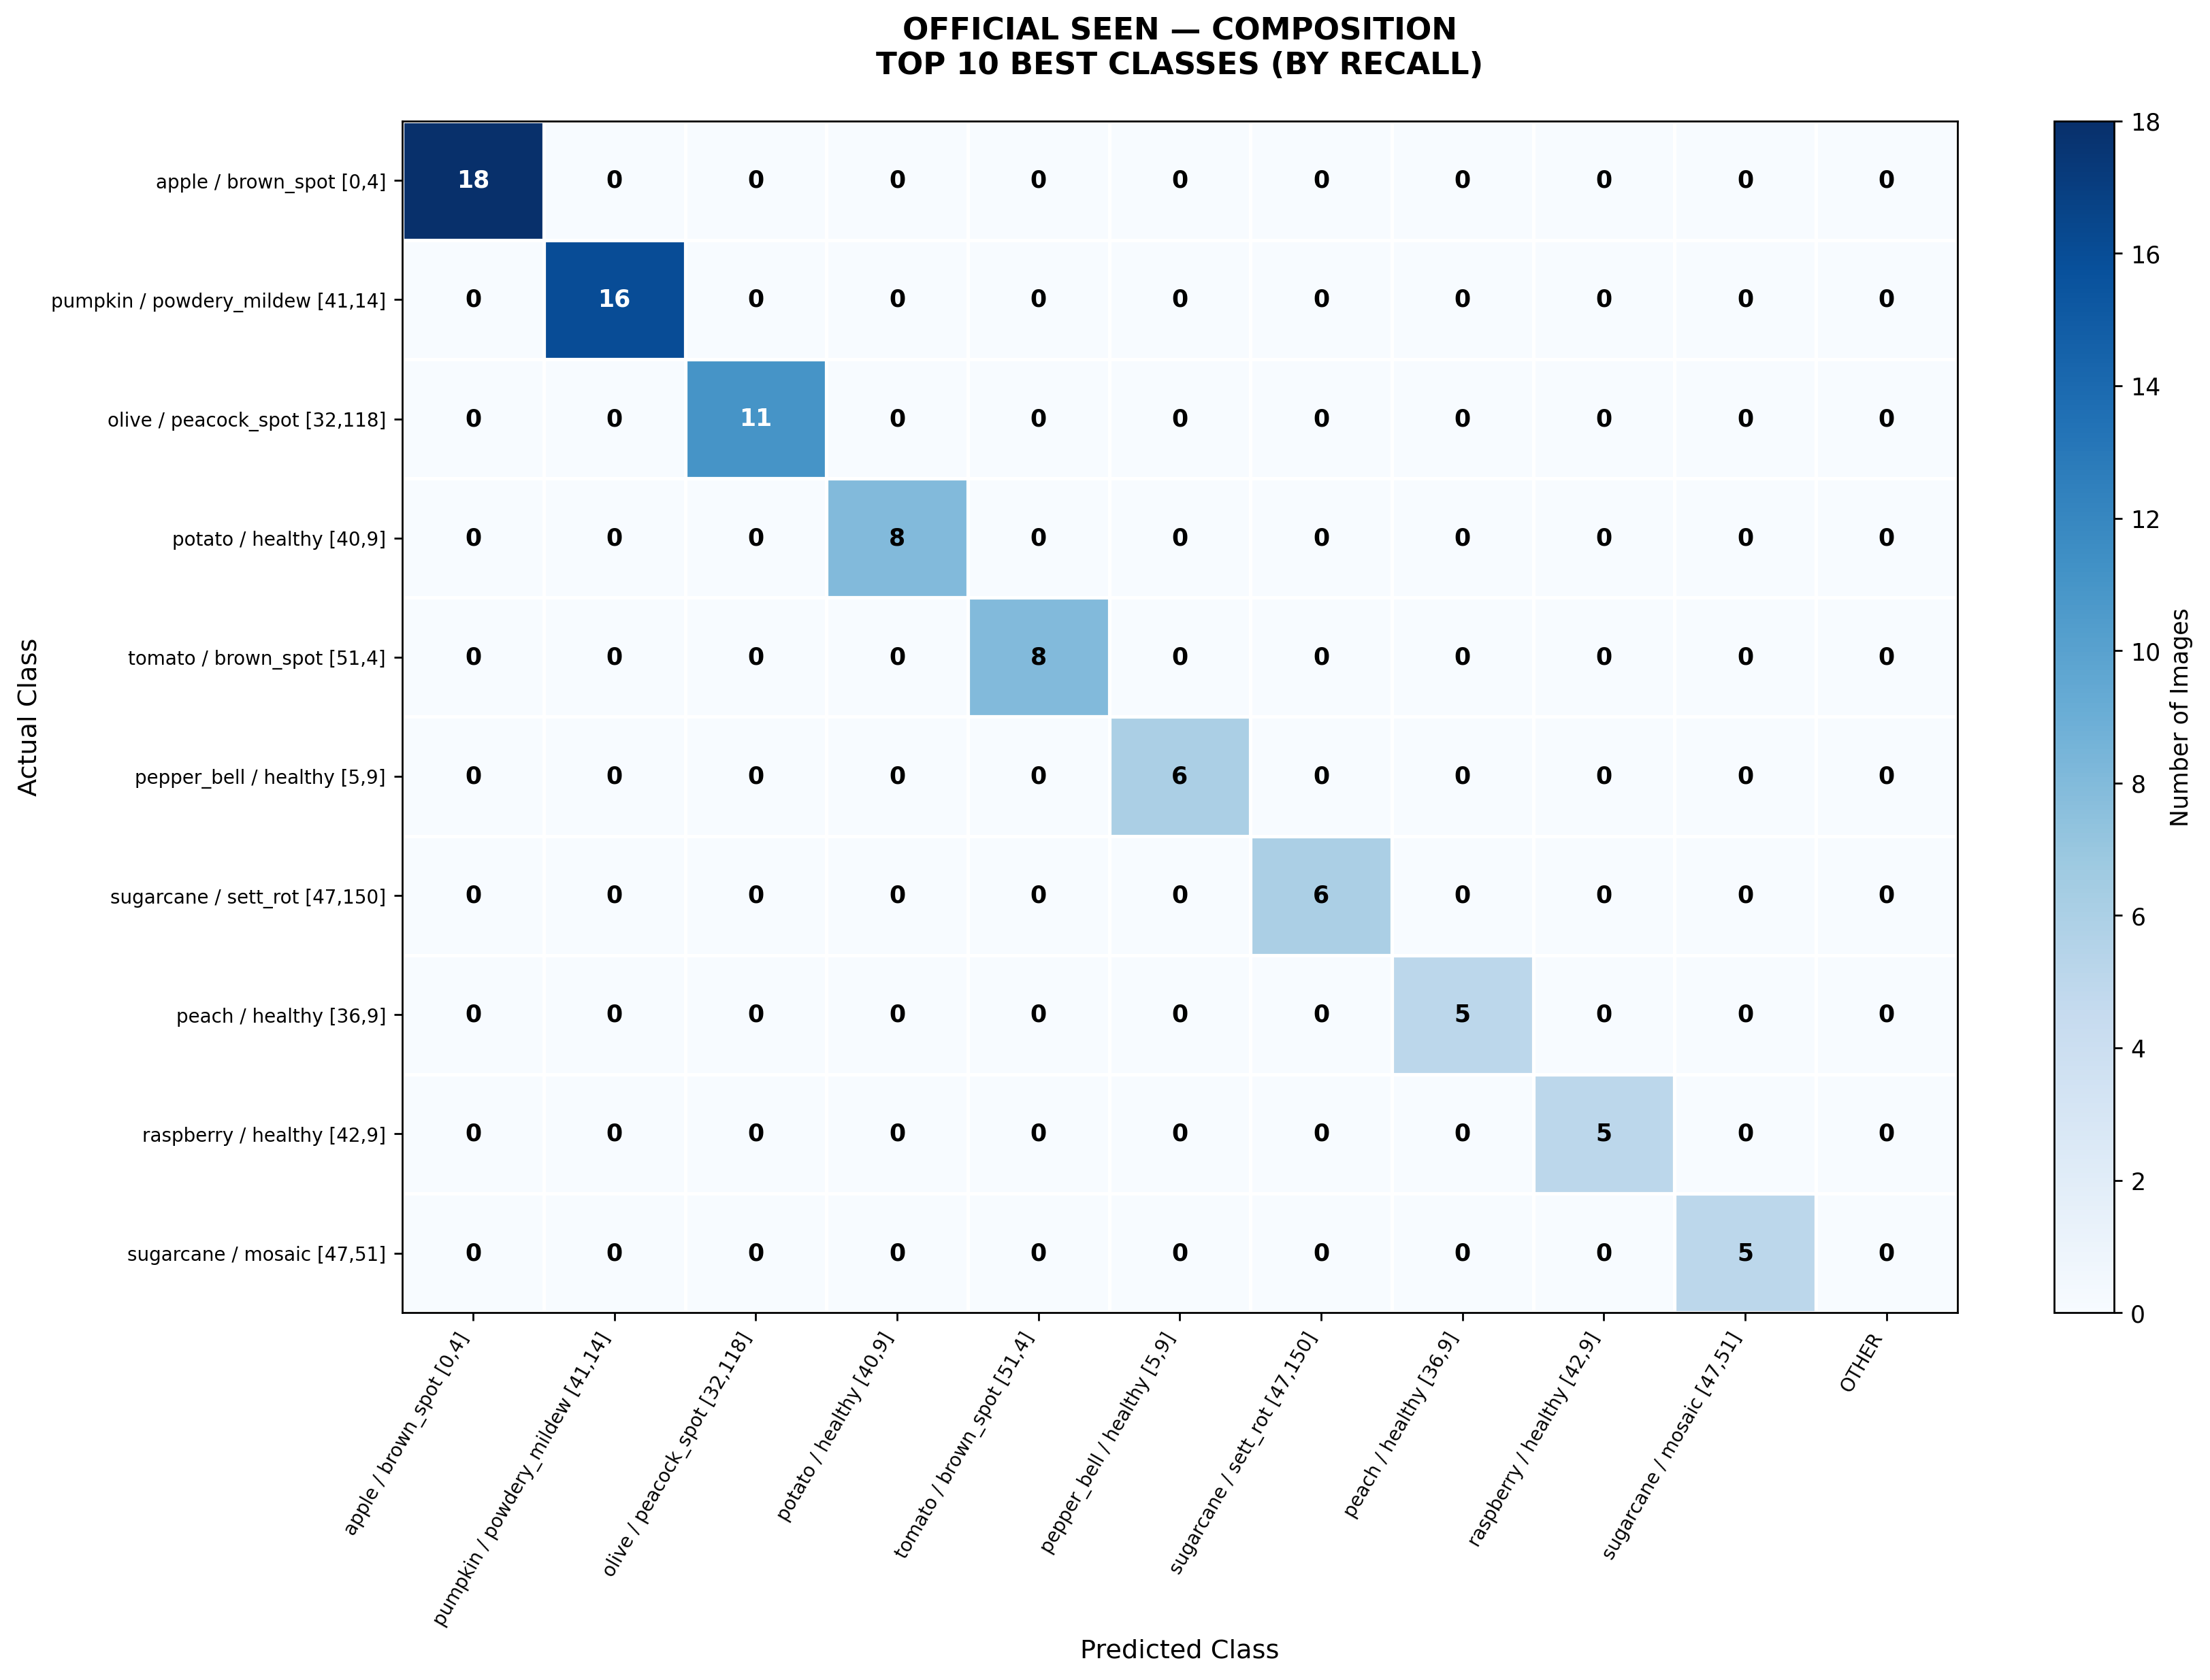 OFFICIAL SEEN — COMPOSITION
TOP 10 BEST CLASSES (BY RECALL)
Actual Class
apple / brown_spot [0,4] 18 0 0 0 0 0 0 0 0 0 0
pumpkin / powdery_mildew [41,14] 0 16 0 0 0 0 0 0 0 0 0
olive / peacock_spot [32,118] 0 0 11 0 0 0 0 0 0 0 0
potato / healthy [40,9] 0 0 0 8 0 0 0 0 0 0 0
tomato / brown_spot [51,4] 0 0 0 0 8 0 0 0 0 0 0
pepper_bell / healthy [5,9] 0 0 0 0 0 6 0 0 0 0 0
sugarcane / sett_rot [47,150] 0 0 0 0 0 0 6 0 0 0 0
peach / healthy [36,9] 0 0 0 0 0 0 0 5 0 0 0
raspberry / healthy [42,9] 0 0 0 0 0 0 0 0 5 0 0
sugarcane / mosaic [47,51] 0 0 0 0 0 0 0 0 0 5 0
apple / brown_spot [0,4]
pumpkin / powdery_mildew [41,14]
olive / peacock_spot [32,118]
potato / healthy [40,9]
tomato / brown_spot [51,4]
pepper_bell / healthy [5,9]
sugarcane / sett_rot [47,150]
peach / healthy [36,9]
raspberry / healthy [42,9]
sugarcane / mosaic [47,51]
OTHER
Predicted Class
18
16
14
12
10
8
6
4
2
0
Number of Images